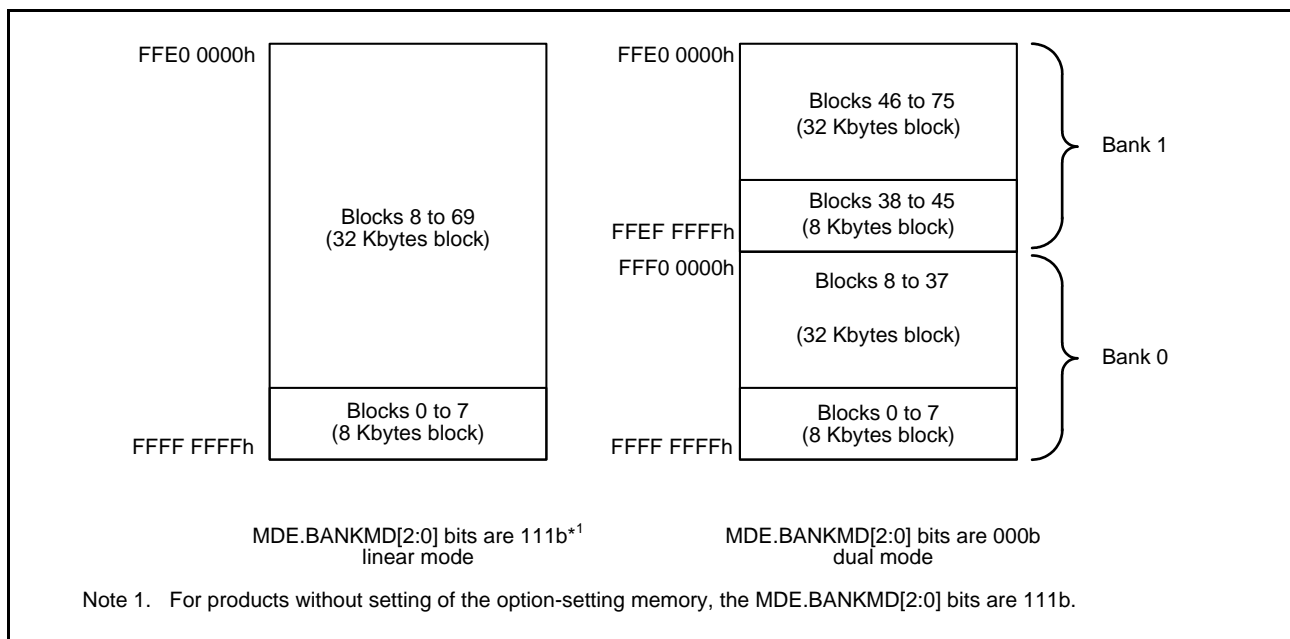 FFE0 0000h
Blocks 8 to 69
(32 Kbytes block)
Blocks 0 to 7
(8 Kbytes block)
FFFF FFFFh
MDE.BANKMD[2:0] bits are 111b*1
linear mode
FFE0 0000h
Blocks 46 to 75
(32 Kbytes block)
Bank 1
Blocks 38 to 45
(8 Kbytes block)
FFEF FFFFh
FFF0 0000h
Blocks 8 to 37
(32 Kbytes block)
Bank 0
Blocks 0 to 7
(8 Kbytes block)
FFFF FFFFh
MDE.BANKMD[2:0] bits are 000b
dual mode
Note 1. For products without setting of the option-setting memory, the MDE.BANKMD[2:0] bits are 111b.